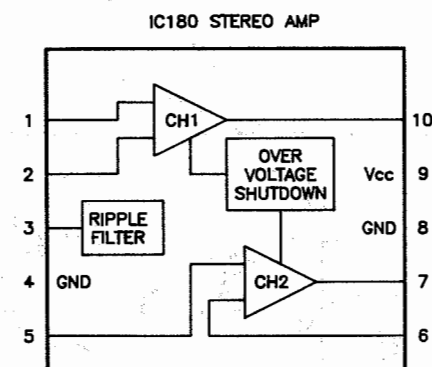 IC180 STEREO AMP
1
CH1
10
OVER
VOLTAGE
SHUTDOWN
2
Vcc
9
3
RIPPLE
FILTER
GND
8
4
GND
CH2
7
5
6